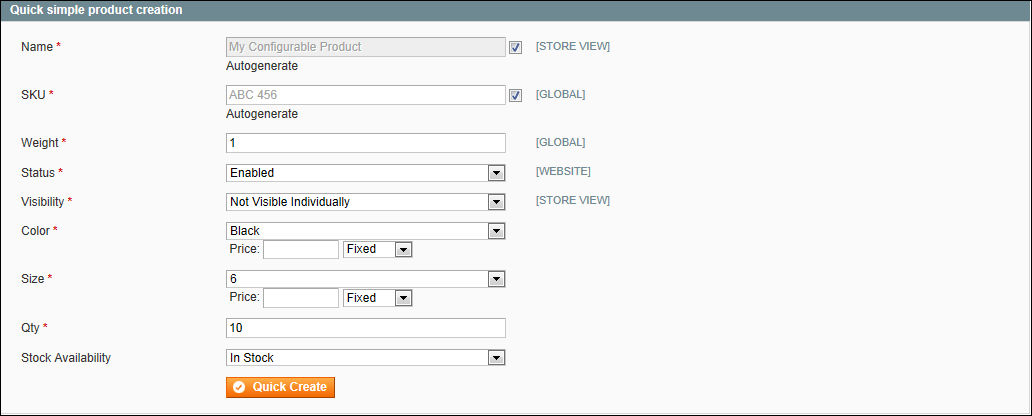 Quick simple product creation
Name * My Configurable Product [STORE VIEW]
Autogenerate
SKU * ABC 456 [GLOBAL]
Autogenerate
Weight * 1 [GLOBAL]
Status * Enabled [WEBSITE]
Visibility * Not Visible Individually [STORE VIEW]
Color * Black
Price: Fixed
Size * 6
Price: Fixed
Qty * 10
Stock Availability In Stock
Quick Create